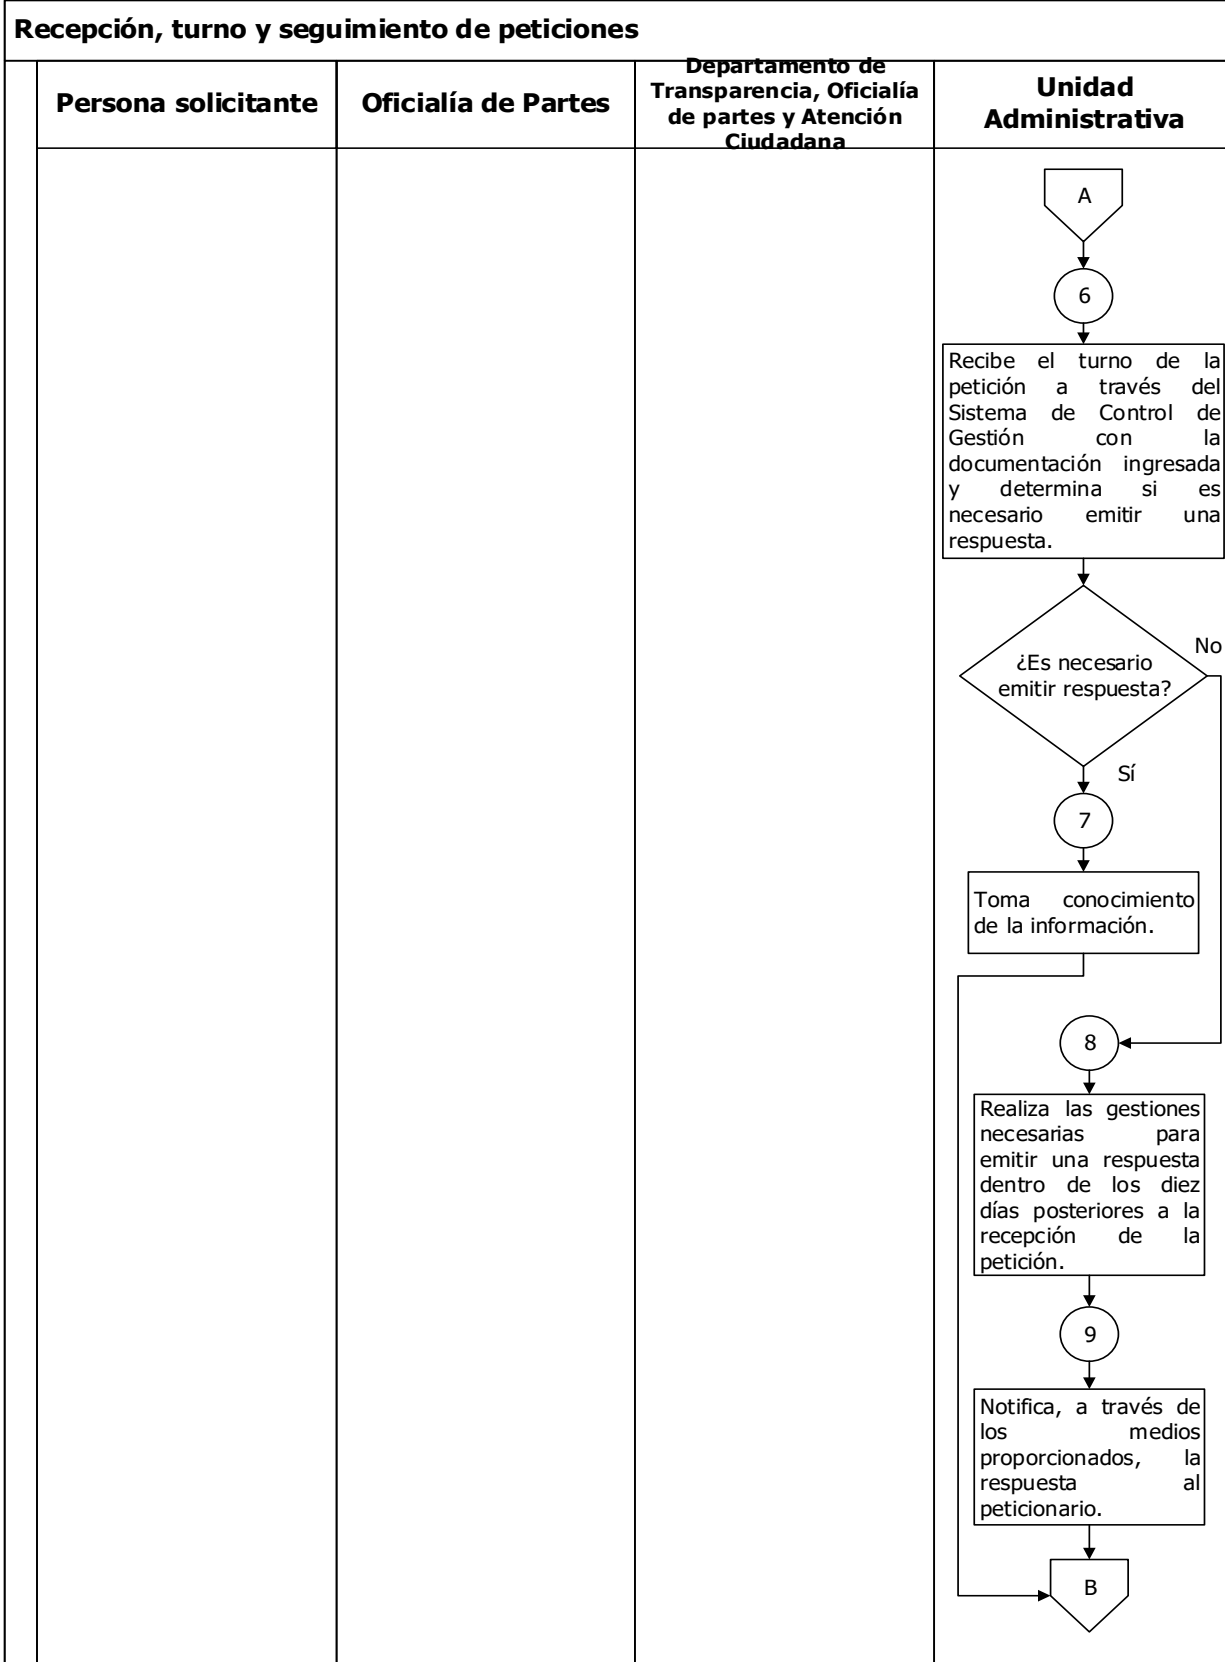 Recepción, turno y seguimiento de peticiones
Persona solicitante
Oficialía de Partes
Departamento de
Transparencia, Oficialía
de partes y Atención
Ciudadana
Unidad
Administrativa
A
6
Recibe el turno de la
petición a través del
Sistema de Control de
Gestión con la
documentación ingresada
y determina si es
necesario emitir una
respuesta.
¿Es necesario
emitir respuesta?
No
Sí
7
Toma conocimiento
de la información.
8
Realiza las gestiones
necesarias para
emitir una respuesta
dentro de los diez
días posteriores a la
recepción de la
petición.
9
Notifica, a través de
los medios
proporcionados, la
respuesta al
peticionario.
B